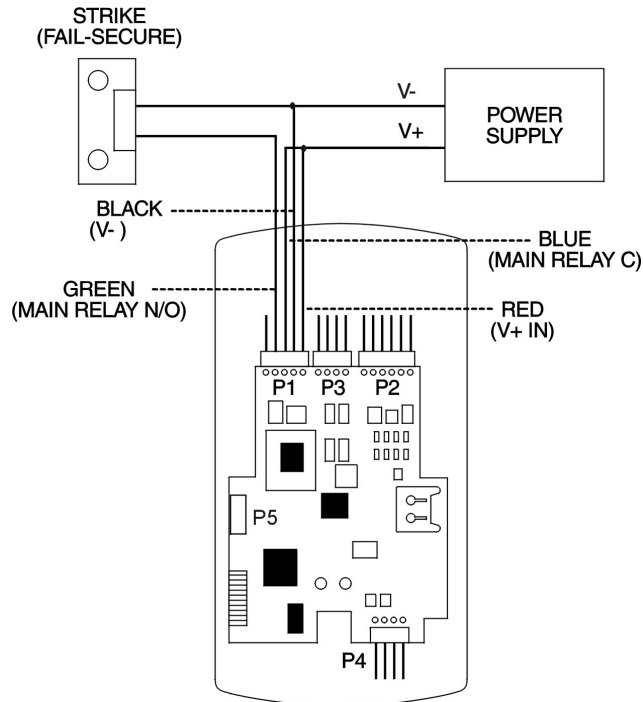 STRIKE
(FAIL-SECURE)
V-
V+
POWER
SUPPLY
BLACK
(V- )
BLUE
(MAIN RELAY C)
GREEN
(MAIN RELAY N/O)
RED
(V+ IN)
P1
P3
P2
P5
P4